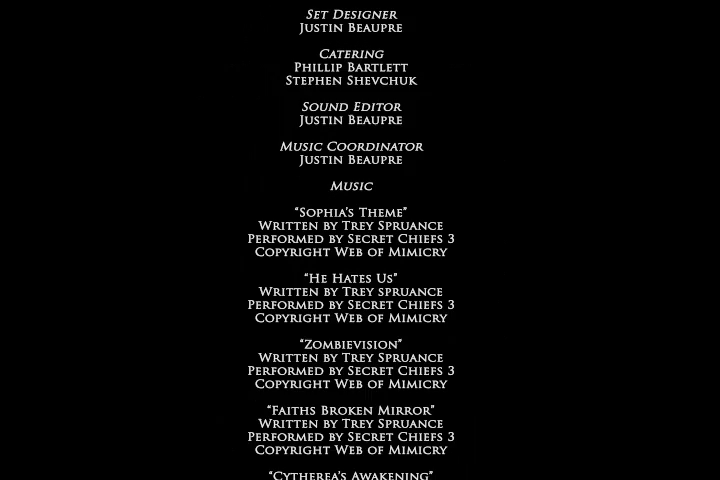 Set Designer
Justin Beaupre
Catering
Phillip Bartlett
Stephen Shevchuk
Sound Editor
Justin Beaupre
Music Coordinator
Justin Beaupre
Music
“Sophia’s Theme”
Written by Trey Spruance
Performed by Secret Chiefs 3
Copyright Web of Mimicry
“He Hates Us”
Written by Trey spruance
Performed by Secret Chiefs 3
Copyright Web of Mimicry
“Zombievision”
Written by Trey Spruance
Performed by Secret Chiefs 3
Copyright Web of Mimicry
“Faiths Broken Mirror”
Written by Trey Spruance
Performed by Secret Chiefs 3
Copyright Web of Mimicry
“Cytherea’s Awakening”